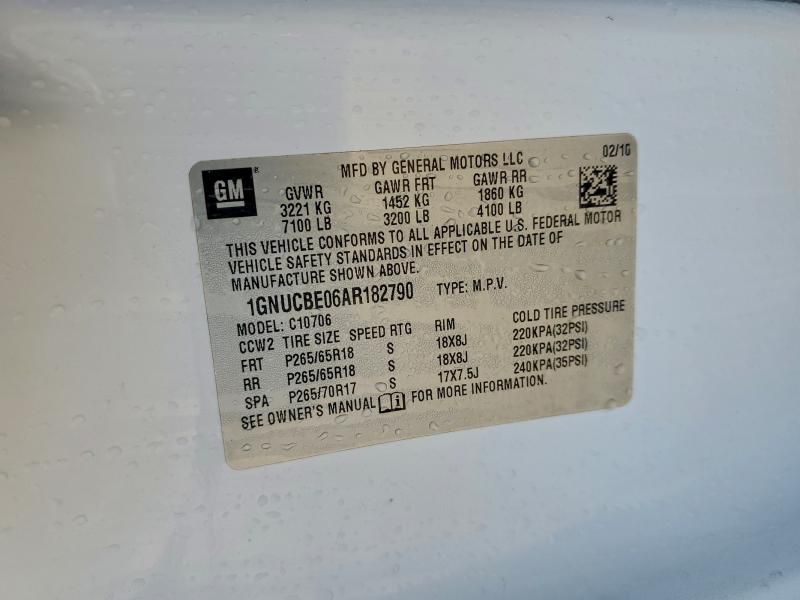 GM ®
MFD BY GENERAL MOTORS LLC 02/10
GVWR GAWR FRT GAWR RR
3221 KG 1452 KG 1860 KG
7100 LB 3200 LB 4100 LB
THIS VEHICLE CONFORMS TO ALL APPLICABLE U.S. FEDERAL MOTOR
VEHICLE SAFETY STANDARDS IN EFFECT ON THE DATE OF
MANUFACTURE SHOWN ABOVE.
1GNUCBE06AR182790 TYPE: M.P.V.
MODEL: C10706
CCW2 TIRE SIZE SPEED RTG RIM COLD TIRE PRESSURE
FRT P265/65R18 S 18X8J 220KPA(32PSI)
RR P265/65R18 S 18X8J 220KPA(32PSI)
SPA P265/70R17 S 17X7.5J 240KPA(35PSI)
SEE OWNER'S MANUAL FOR MORE INFORMATION.